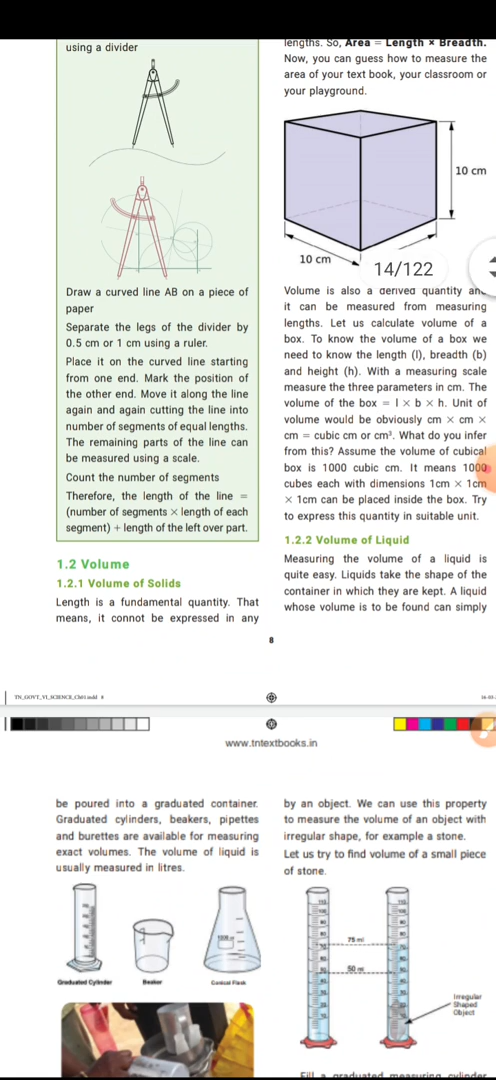 using a divider
Draw a curved line AB on a piece of
paper
Separate the legs of the divider by
0.5 cm or 1 cm using a ruler.
Place it on the curved line starting
from one end. Mark the position of
the other end. Move it along the line
again and again cutting the line into
number of segments of equal lengths.
The remaining parts of the line can
be measured using a scale.
Count the number of segments
Therefore, the length of the line =
(number of segments × length of each
segment) + length of the left over part.
1.2 Volume
1.2.1 Volume of Solids
Length is a fundamental quantity. That
means, it connot be expressed in any
lengths. So, Area = Length × Breadth.
Now, you can guess how to measure the
area of your text book, your classroom or
your playground.
10 cm
10 cm
14/122
Volume is also a derived quantity and
it can be measured from measuring
lengths. Let us calculate volume of a
box. To know the volume of a box we
need to know the length (l), breadth (b)
and height (h). With a measuring scale
measure the three parameters in cm. The
volume of the box = l × b × h. Unit of
volume would be obviously cm × cm ×
cm = cubic cm or cm³. What do you infer
from this? Assume the volume of cubical
box is 1000 cubic cm. It means 1000
cubes each with dimensions 1cm × 1cm
× 1cm can be placed inside the box. Try
to express this quantity in suitable unit.
1.2.2 Volume of Liquid
Measuring the volume of a liquid is
quite easy. Liquids take the shape of the
container in which they are kept. A liquid
whose volume is to be found can simply
8
TN_GOVT_VI_SCIENCE_Ch01.indd 8
www.tntextbooks.in
be poured into a graduated container.
Graduated cylinders, beakers, pipettes
and burettes are available for measuring
exact volumes. The volume of liquid is
usually measured in litres.
Graduated Cylinder
Beaker
Conical Flask
by an object. We can use this property
to measure the volume of an object with
irregular shape, for example a stone.
Let us try to find volume of a small piece
of stone.
75 ml
50 ml
Irregular
Shaped
Object
Fill a graduated measuring cylinder